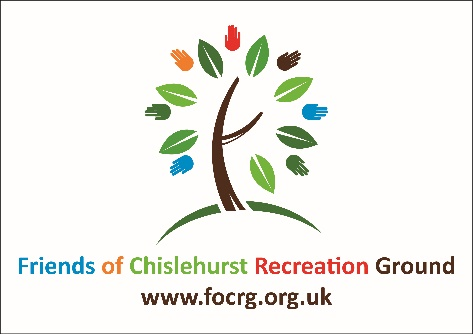 Friends of Chislehurst Recreation Ground
www.focrg.org.uk